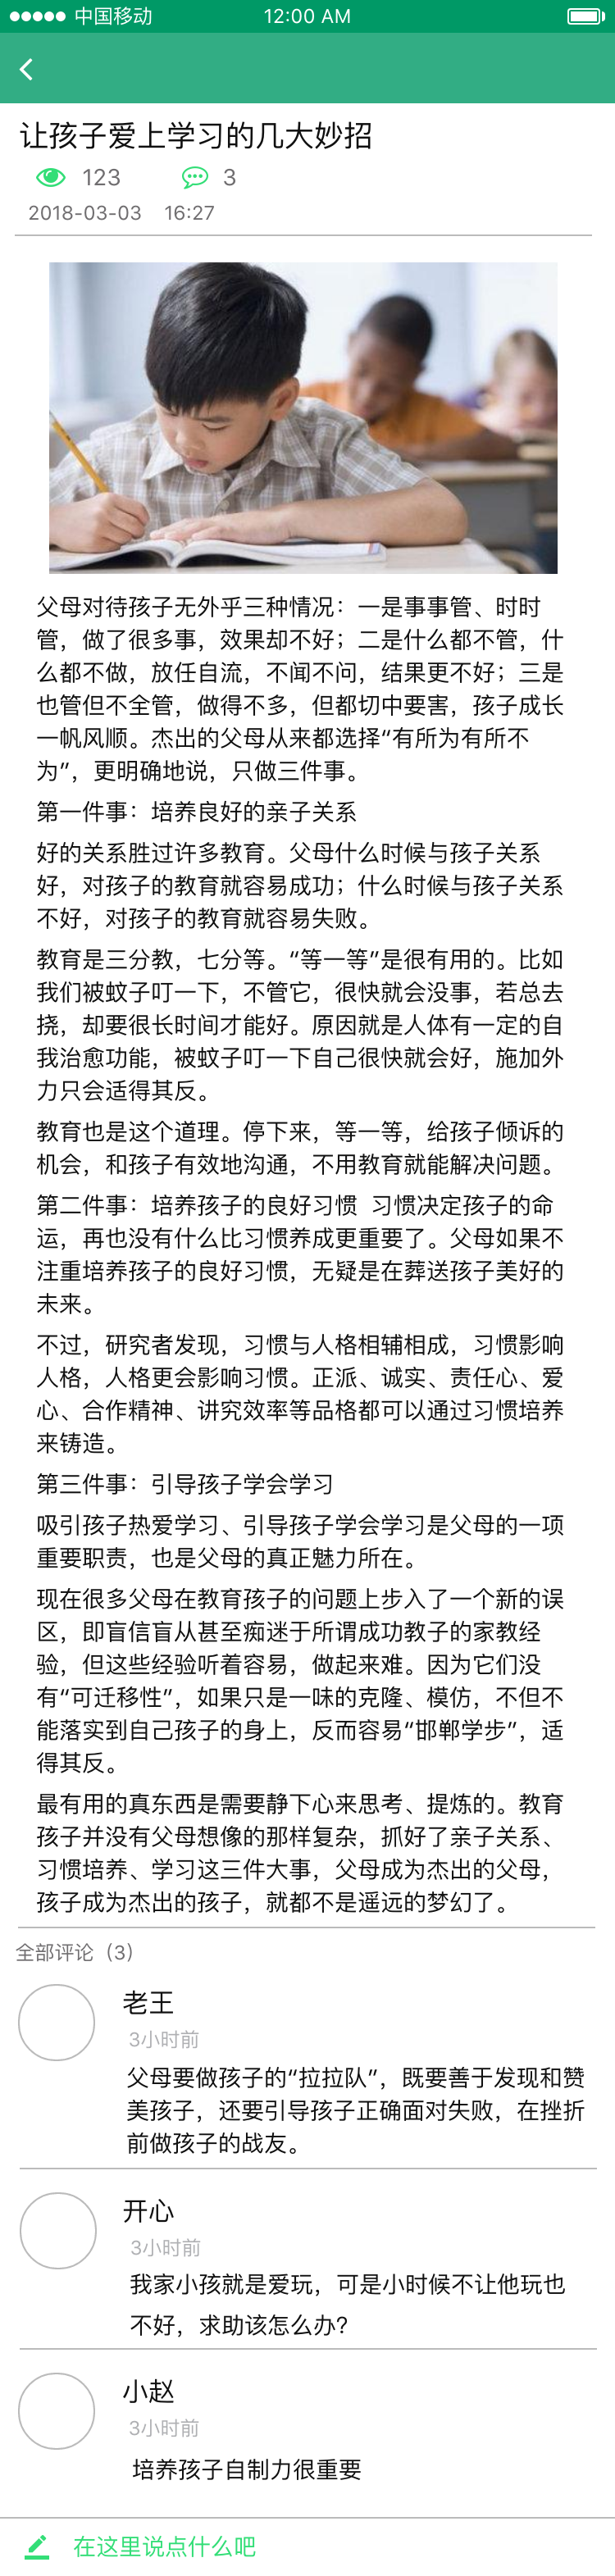 中国移动 12:00 AM
让孩子爱上学习的几大妙招
123 3
2018-03-03 16:27
父母对待孩子无外乎三种情况：一是事事管、时时
管，做了很多事，效果却不好；二是什么都不管，什
么都不做，放任自流，不闻不问，结果更不好；三是
也管但不全管，做得不多，但都切中要害，孩子成长
一帆风顺。杰出的父母从来都选择“有所为有所不
为”，更明确地说，只做三件事。
第一件事：培养良好的亲子关系
好的关系胜过许多教育。父母什么时候与孩子关系
好，对孩子的教育就容易成功；什么时候与孩子关系
不好，对孩子的教育就容易失败。
教育是三分教，七分等。“等一等”是很有用的。比如
我们被蚊子叮一下，不管它，很快就会没事，若总去
挠，却要很长时间才能好。原因就是人体有一定的自
我治愈功能，被蚊子叮一下自己很快就会好，施加外
力只会适得其反。
教育也是这个道理。停下来，等一等，给孩子倾诉的
机会，和孩子有效地沟通，不用教育就能解决问题。
第二件事：培养孩子的良好习惯 习惯决定孩子的命
运，再也没有什么比习惯养成更重要了。父母如果不
注重培养孩子的良好习惯，无疑是在葬送孩子美好的
未来。
不过，研究者发现，习惯与人格相辅相成，习惯影响
人格，人格更会影响习惯。正派、诚实、责任心、爱
心、合作精神、讲究效率等品格都可以通过习惯培养
来铸造。
第三件事：引导孩子学会学习
吸引孩子热爱学习、引导孩子学会学习是父母的一项
重要职责，也是父母的真正魅力所在。
现在很多父母在教育孩子的问题上步入了一个新的误
区，即盲信盲从甚至痴迷于所谓成功教子的家教经
验，但这些经验听着容易，做起来难。因为它们没
有“可迁移性”，如果只是一味的克隆、模仿，不但不
能落实到自己孩子的身上，反而容易“邯郸学步”，适
得其反。
最有用的真东西是需要静下心来思考、提炼的。教育
孩子并没有父母想像的那样复杂，抓好了亲子关系、
习惯培养、学习这三件大事，父母成为杰出的父母，
孩子成为杰出的孩子，就都不是遥远的梦幻了。
全部评论（3）
老王
3小时前
父母要做孩子的“拉拉队”，既要善于发现和赞
美孩子，还要引导孩子正确面对失败，在挫折
前做孩子的战友。
开心
3小时前
我家小孩就是爱玩，可是小时候不让他玩也
不好，求助该怎么办?
小赵
3小时前
培养孩子自制力很重要
在这里说点什么吧